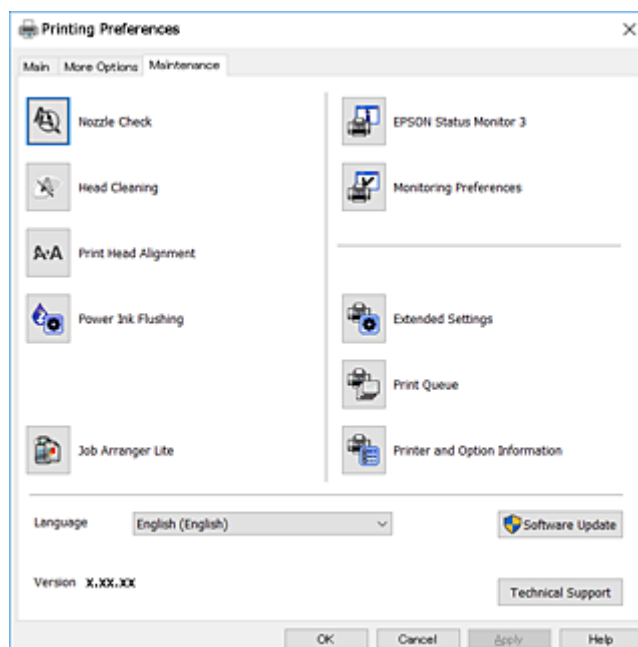 Printing Preferences
Main More Options Maintenance
Nozzle Check
Head Cleaning
A·A Print Head Alignment
Power Ink Flushing
Job Arranger Lite
EPSON Status Monitor 3
Monitoring Preferences
Extended Settings
Print Queue
Printer and Option Information
Language English (English) Software Update
Version X.XX.XX Technical Support
OK Cancel Apply Help